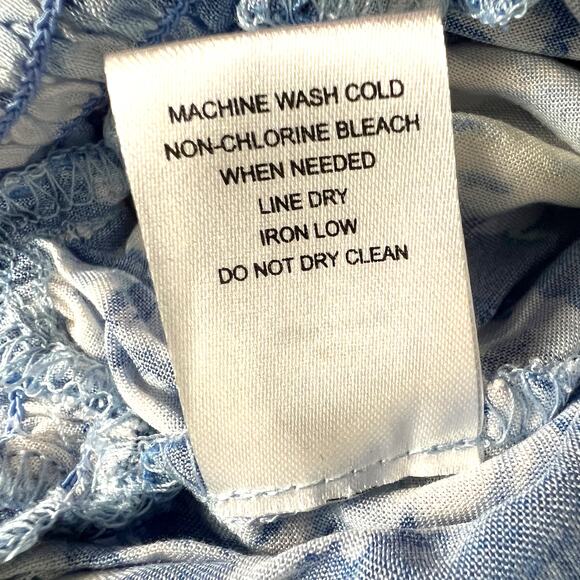 MACHINE WASH COLD
NON-CHLORINE BLEACH
WHEN NEEDED
LINE DRY
IRON LOW
DO NOT DRY CLEAN